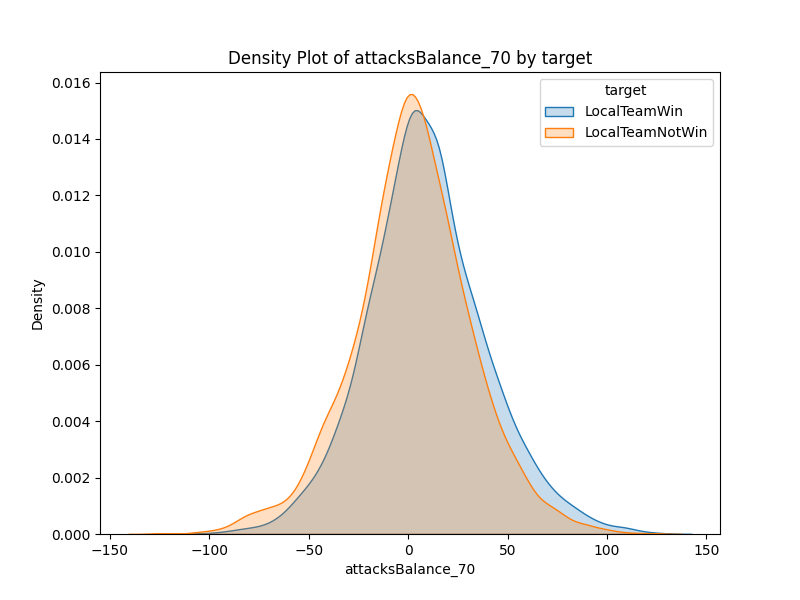 Density Plot of attacksBalance_70 by target
target
LocalTeamWin
LocalTeamNotWin
0.016
0.014
0.012
0.010
0.008
0.006
0.004
0.002
0.000
Density
−150
−100
−50
0
50
100
150
attacksBalance_70